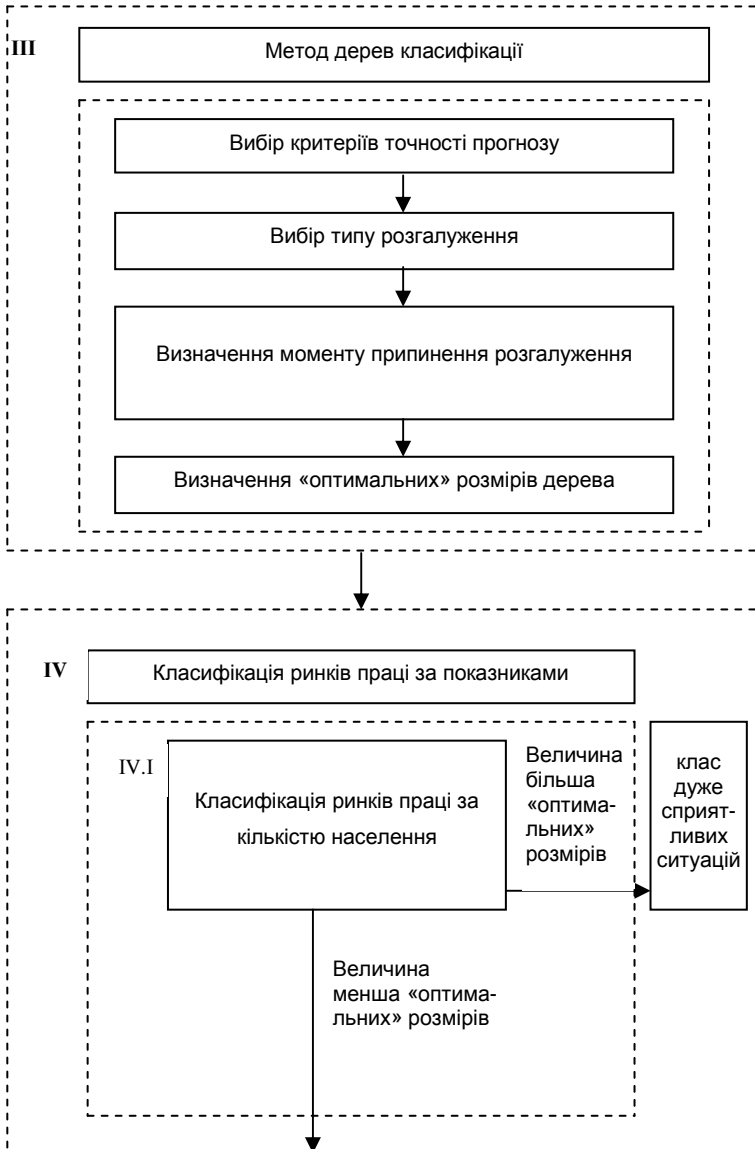 III
Метод дерев класифікації
Вибір критеріїв точності прогнозу
Вибір типу розгалуження
Визначення моменту припинення розгалуження
Визначення «оптимальних» розмірів дерева
IV
Класифікація ринків праці за показниками
IV.I
Класифікація ринків праці за
кількістю населення
Величина
більша
«оптима-
льних»
розмірів
клас
дуже
сприят-
ливих
ситуацій
Величина
менша «оптима-
льних» розмірів